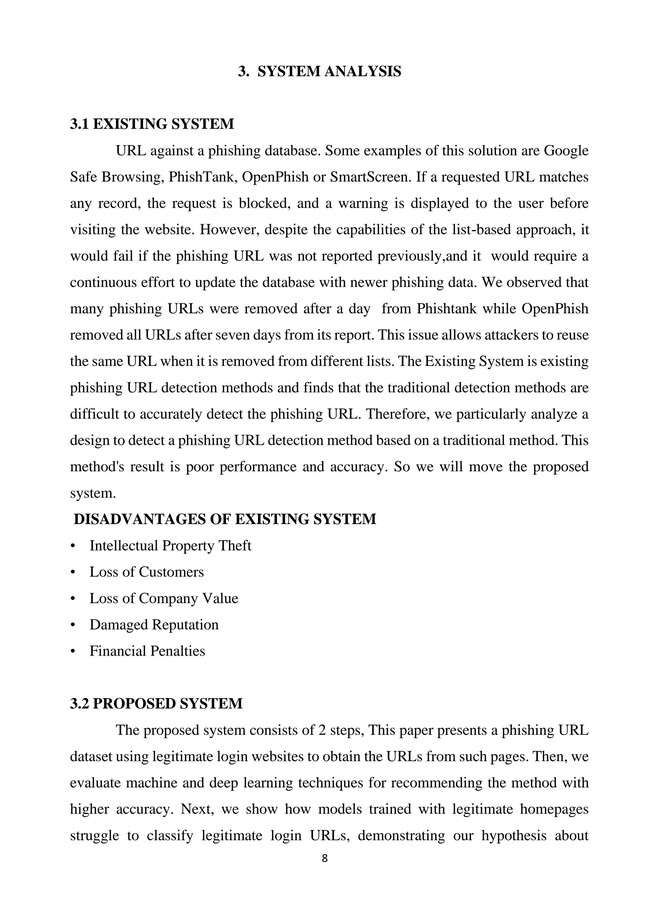 3. SYSTEM ANALYSIS
3.1 EXISTING SYSTEM
URL against a phishing database. Some examples of this solution are Google
Safe Browsing, PhishTank, OpenPhish or SmartScreen. If a requested URL matches
any record, the request is blocked, and a warning is displayed to the user before
visiting the website. However, despite the capabilities of the list-based approach, it
would fail if the phishing URL was not reported previously,and it would require a
continuous effort to update the database with newer phishing data. We observed that
many phishing URLs were removed after a day from Phishtank while OpenPhish
removed all URLs after seven days from its report. This issue allows attackers to reuse
the same URL when it is removed from different lists. The Existing System is existing
phishing URL detection methods and finds that the traditional detection methods are
difficult to accurately detect the phishing URL. Therefore, we particularly analyze a
design to detect a phishing URL detection method based on a traditional method. This
method's result is poor performance and accuracy. So we will move the proposed
system.
DISADVANTAGES OF EXISTING SYSTEM
• Intellectual Property Theft
• Loss of Customers
• Loss of Company Value
• Damaged Reputation
• Financial Penalties
3.2 PROPOSED SYSTEM
The proposed system consists of 2 steps, This paper presents a phishing URL
dataset using legitimate login websites to obtain the URLs from such pages. Then, we
evaluate machine and deep learning techniques for recommending the method with
higher accuracy. Next, we show how models trained with legitimate homepages
struggle to classify legitimate login URLs, demonstrating our hypothesis about
8